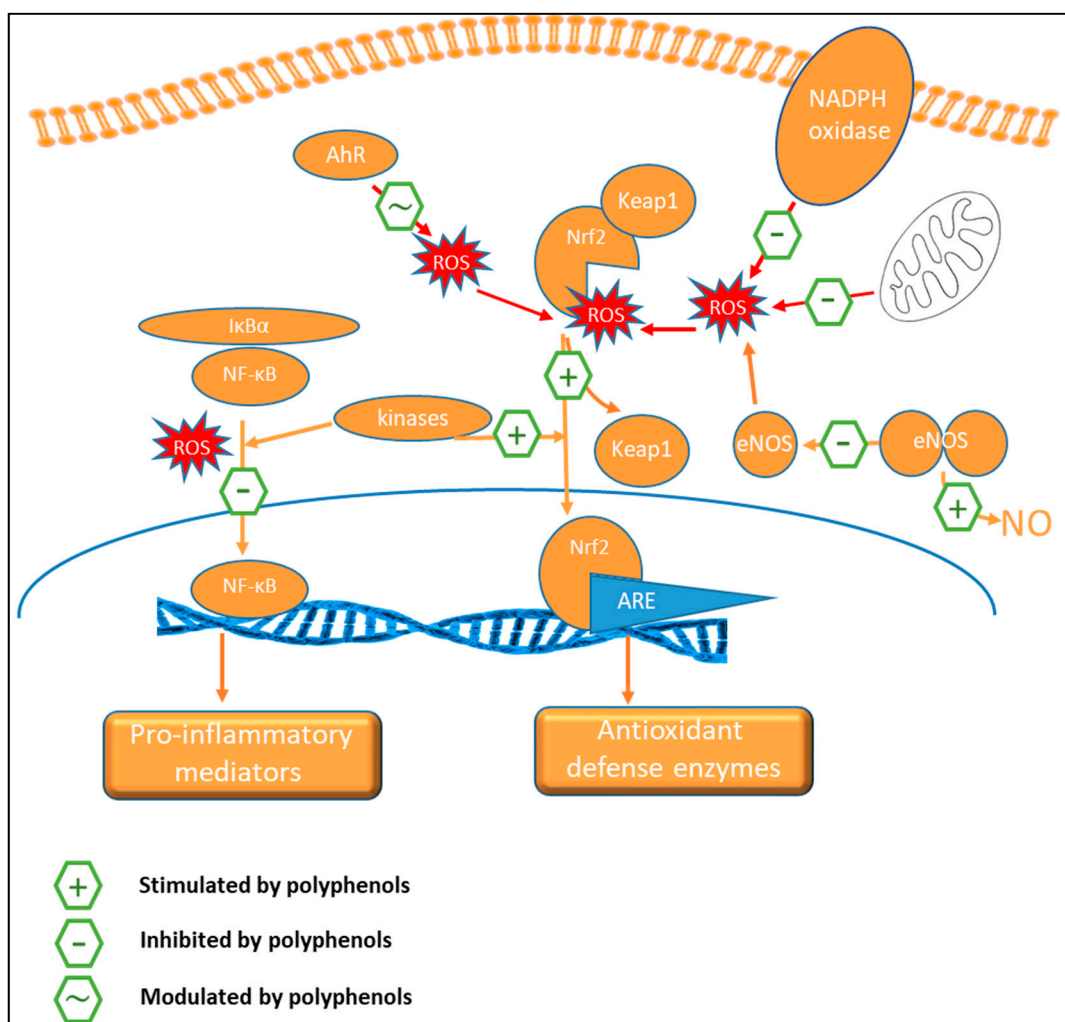 NADPH
oxidase
AhR
~
Keap1
Nrf2
-
ROS
ROS
ROS
-
IκBα
NF-κB
+
kinases
ROS
+
Keap1
eNOS
-
eNOS
-
+
NO
Nrf2
NF-κB
ARE
Pro-inflammatory
mediators
Antioxidant
defense enzymes
+ Stimulated by polyphenols
- Inhibited by polyphenols
~ Modulated by polyphenols